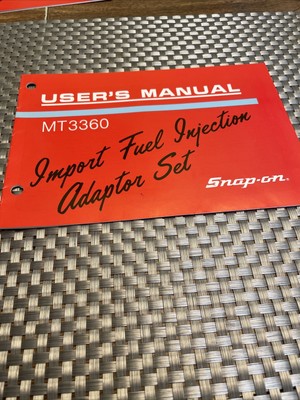 USER'S MANUAL
MT3360
Import Fuel Injection
Adaptor Set
Snap-on